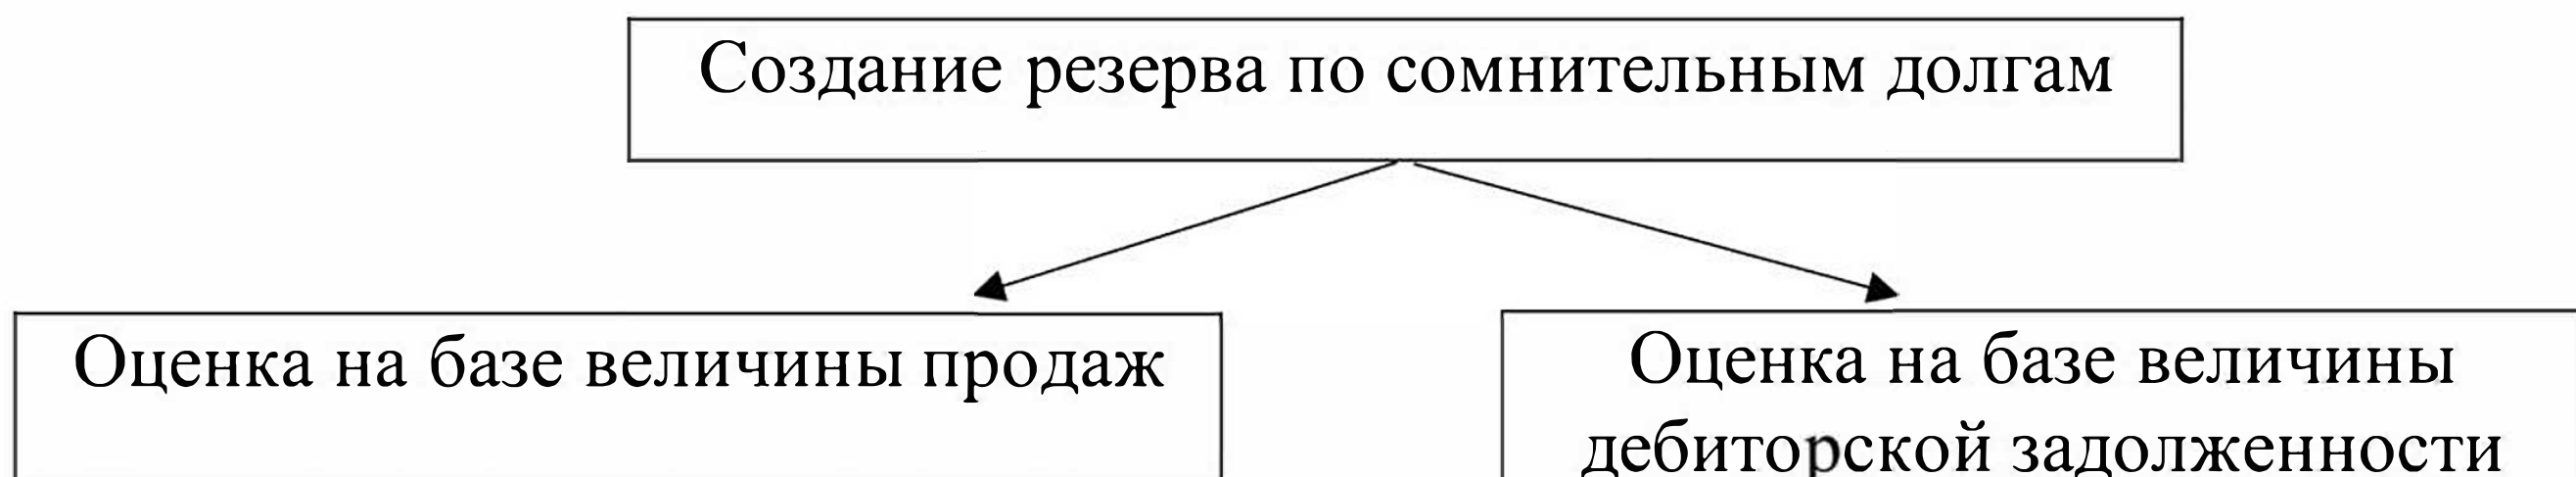 Создание резерва по сомнительным долгам
Оценка на базе величины продаж
Оценка на базе величины
дебиторской задолженности